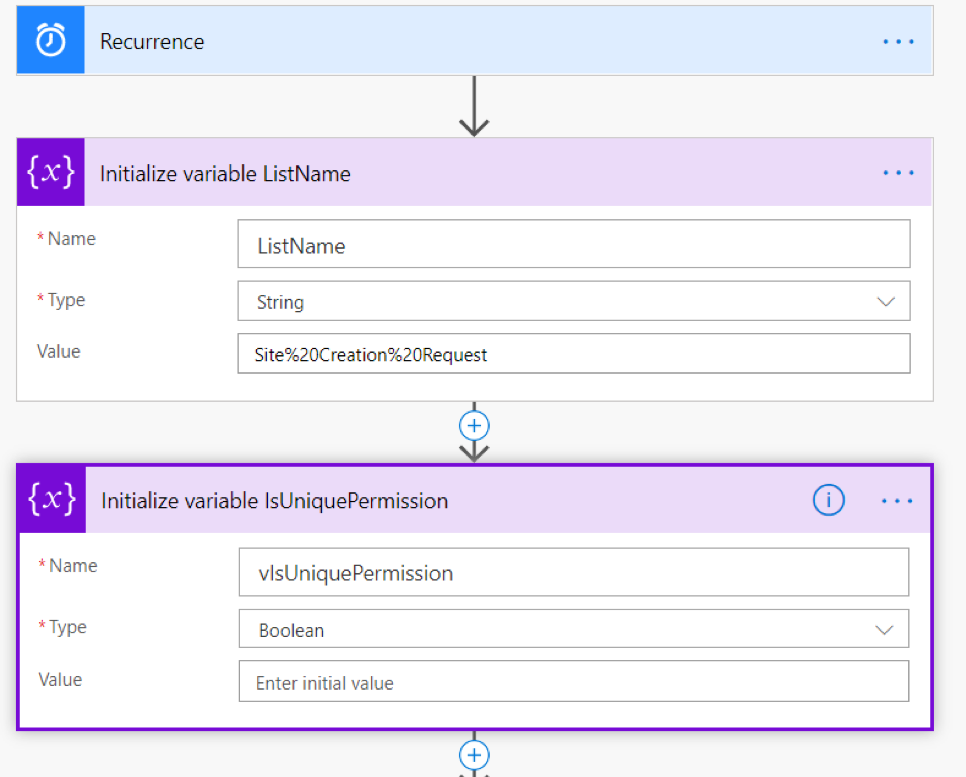 Recurrence
{x} Initialize variable ListName
* Name
ListName
* Type
String
Value
Site%20Creation%20Request
{x} Initialize variable IsUniquePermission
* Name
vIsUniquePermission
* Type
Boolean
Value
Enter initial value